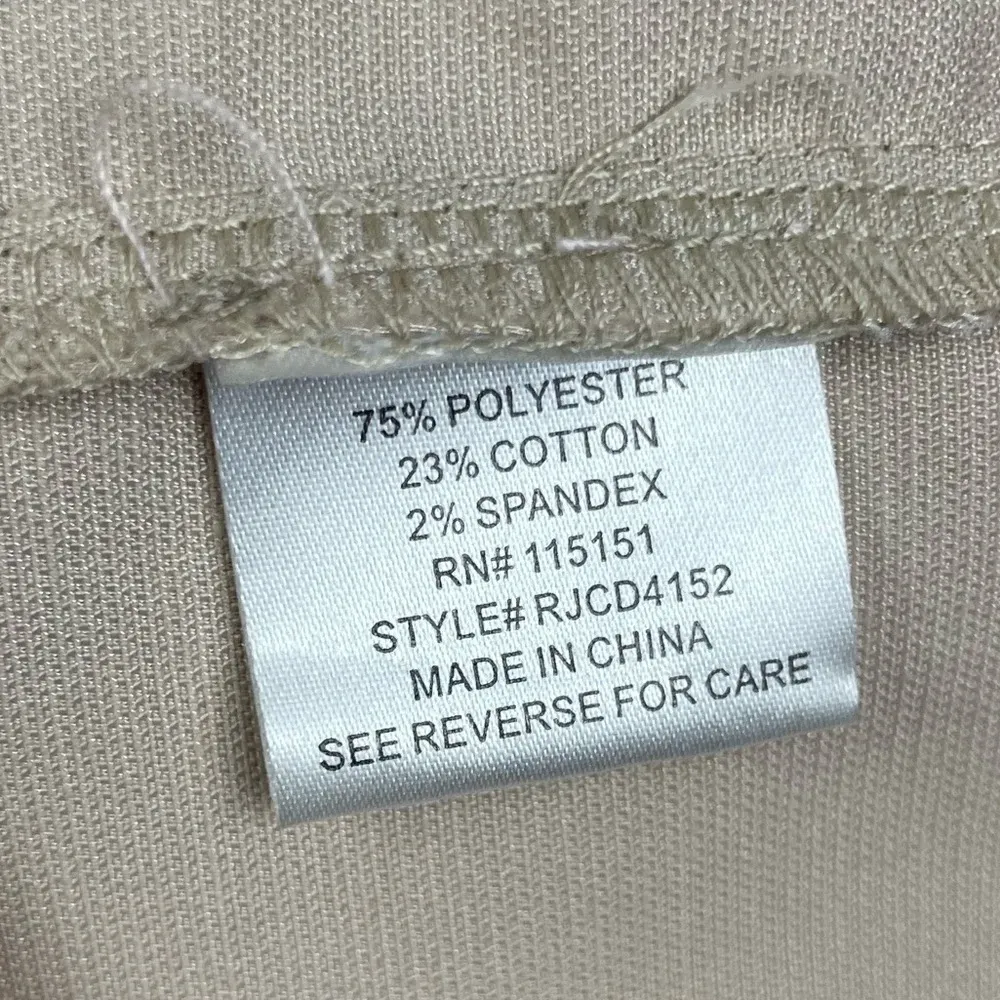 75% POLYESTER
23% COTTON
2% SPANDEX
RN# 115151
STYLE# RJCD4152
MADE IN CHINA
SEE REVERSE FOR CARE